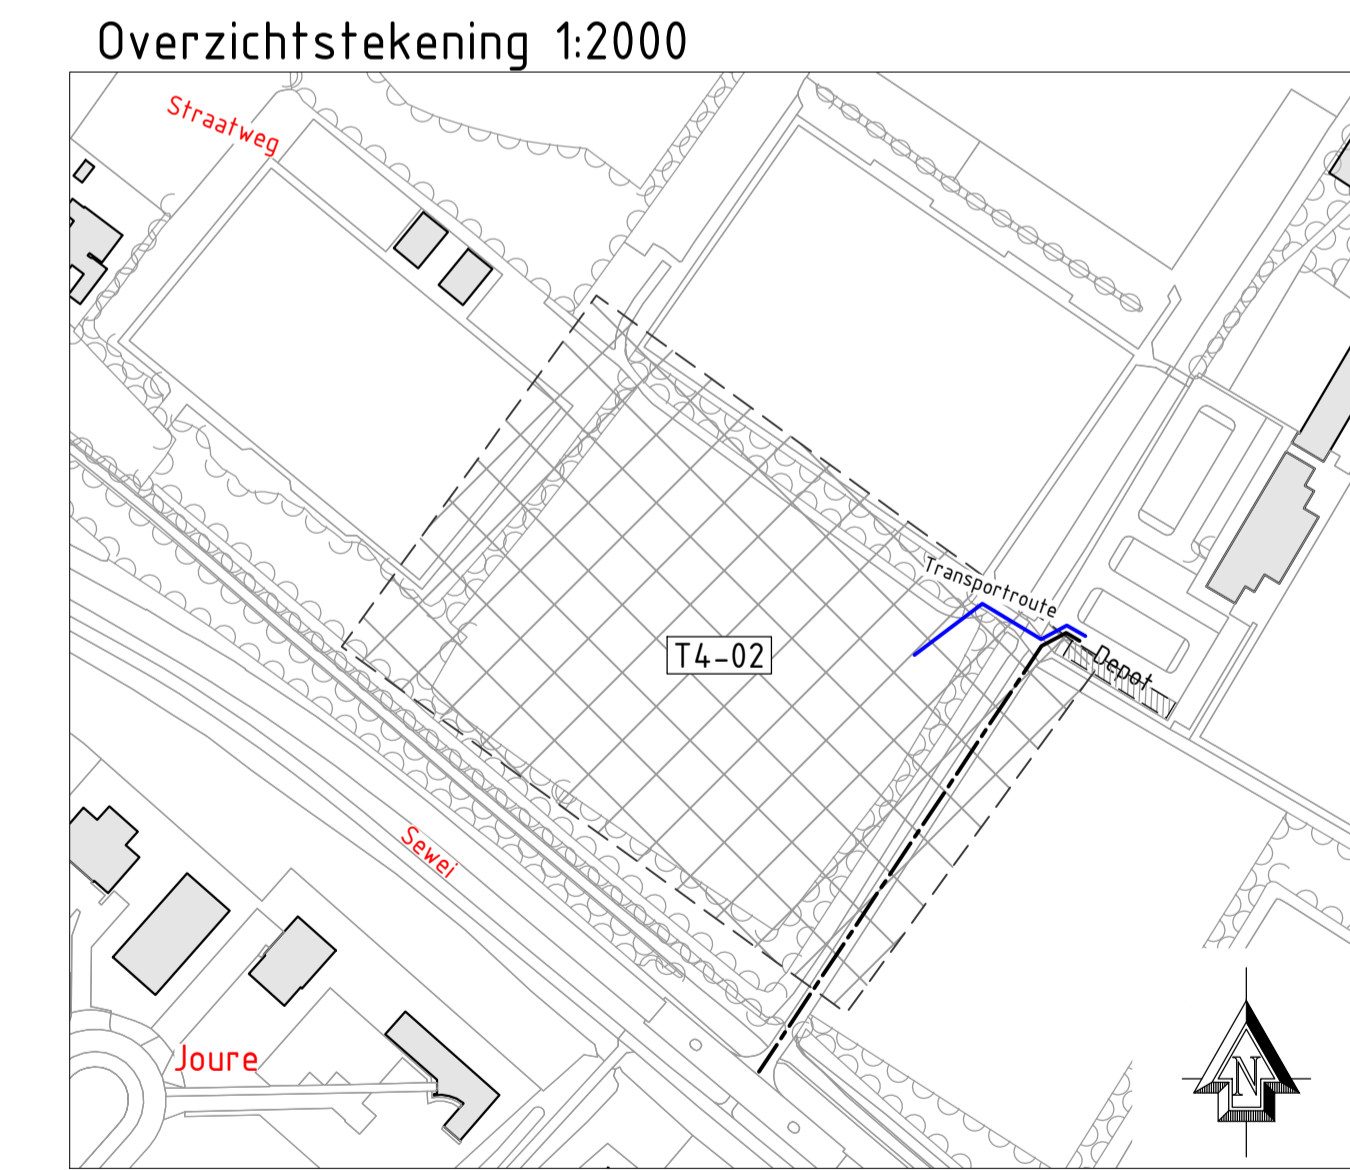 Overzichtstekening 1:2000
Straatweg
Transportroute
Depot
T4-02
Sewei
Joure
N